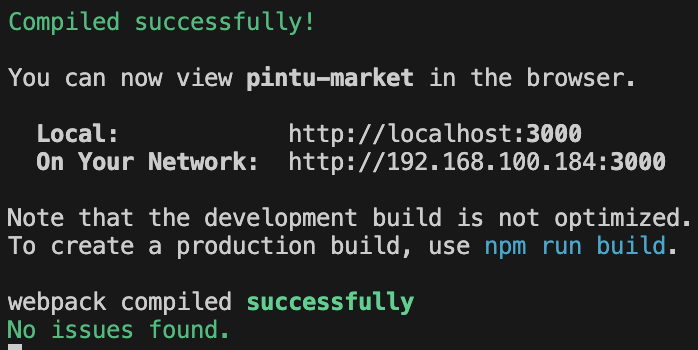 Compiled successfully!
You can now view pintu-market in the browser.
Local: http://localhost:3000
On Your Network: http://192.168.100.184:3000
Note that the development build is not optimized.
To create a production build, use npm run build.
webpack compiled successfully
No issues found.